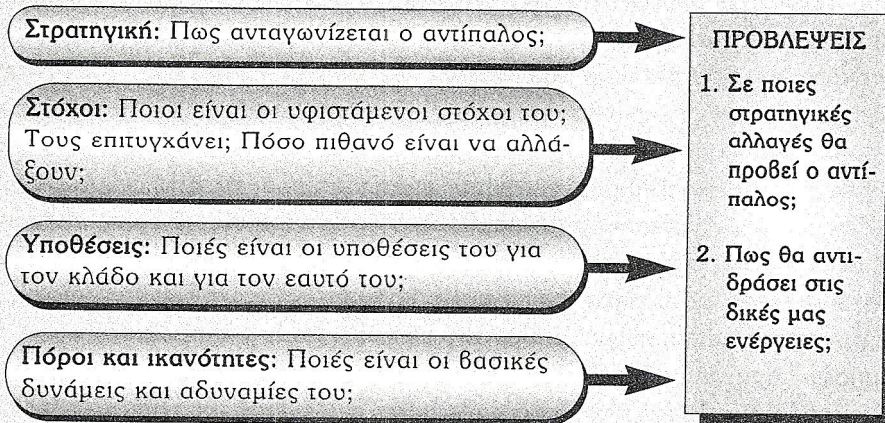 Στρατηγική: Πως ανταγωνίζεται ο αντίπαλος;
Στόχοι: Ποιοι είναι οι υφιστάμενοι στόχοι του;
Τους επιτυγχάνει; Πόσο πιθανό είναι να αλλά-
ξουν;
Υποθέσεις: Ποιές είναι οι υποθέσεις του για
τον κλάδο και για τον εαυτό του;
Πόροι και ικανότητες: Ποιές είναι οι βασικές
δυνάμεις και αδυναμίες του;
ΠΡΟΒΛΕΨΕΙΣ
1. Σε ποιες
στρατηγικές
αλλαγές θα
προβεί ο αντί-
παλος;
2. Πως θα αντι-
δράσει στις
δικές μας
ενέργειες;